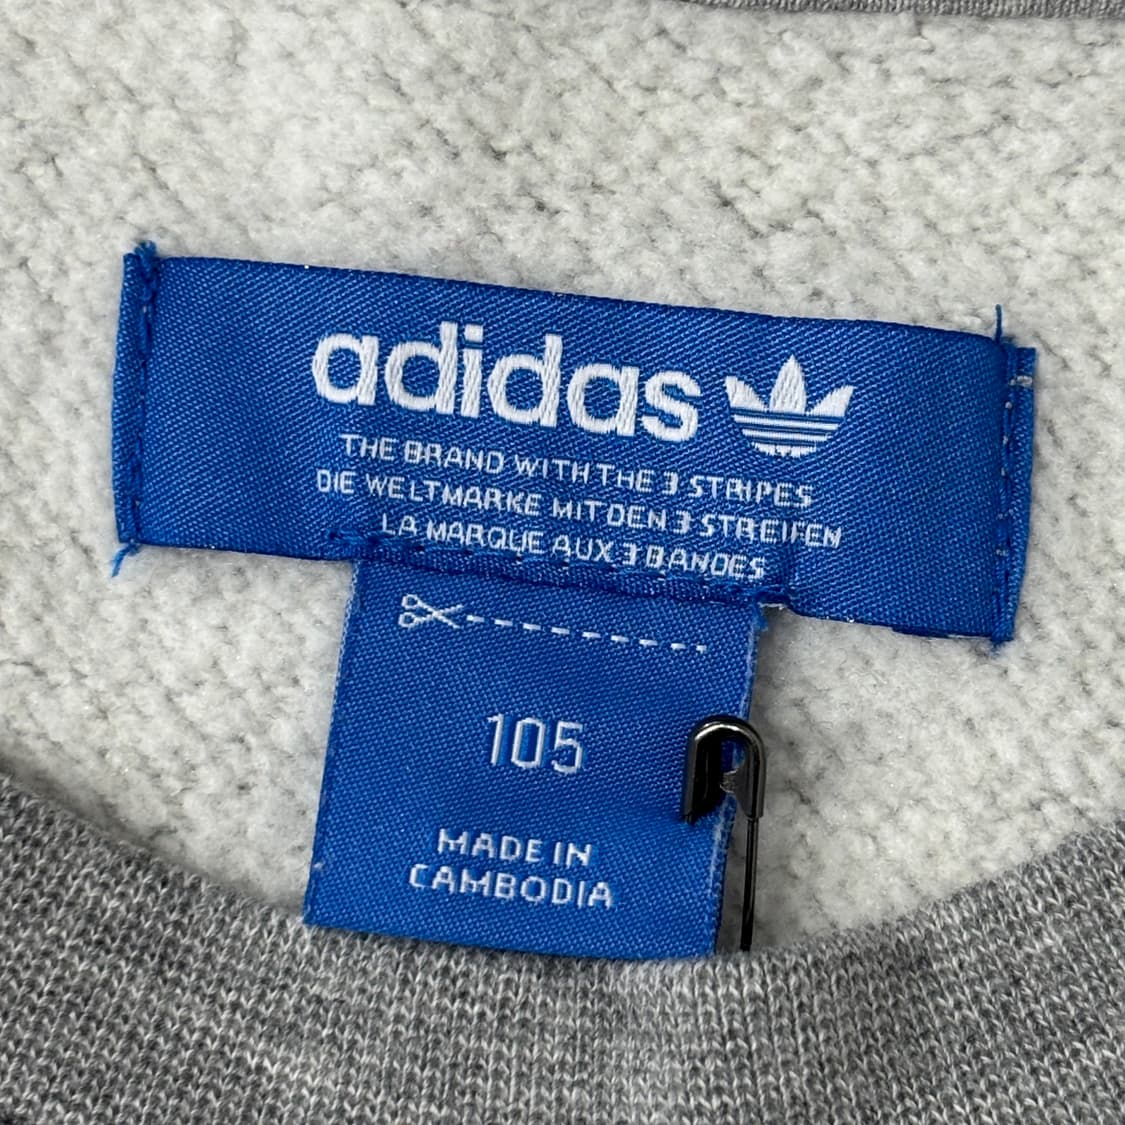 adidas
THE BRAND WITH THE 3 STRIPES
DIE WELTMARKE MIT DEN 3 STREIFEN
LA MARQUE AUX 3 BANDES
105
MADE IN
CAMBODIA